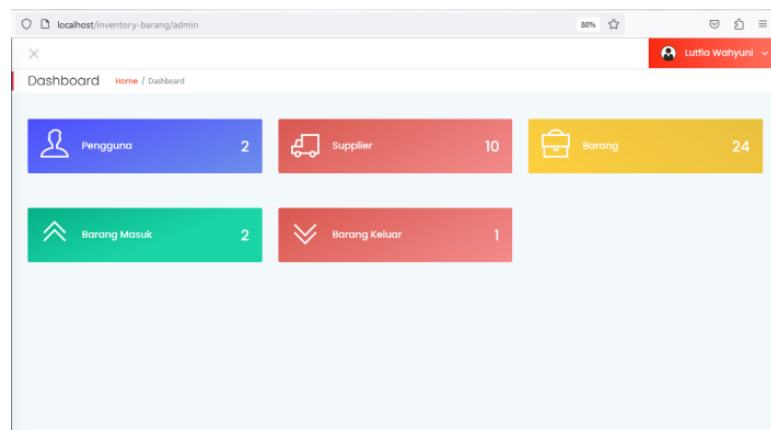 localhost/inventory-barang/admin 80%
Lutfia Wahyuni
Dashboard Home / Dashboard
Pengguna 2 Supplier 10 Barang 24
Barang Masuk 2 Barang Keluar 1